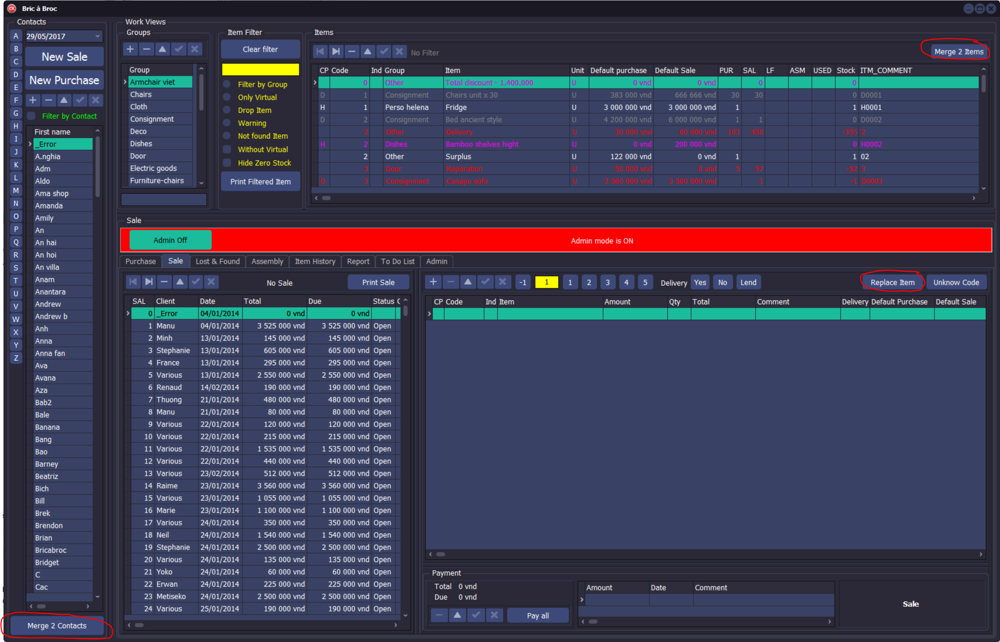 Bric à Broc
Contacts
A
B
C
D
E
F
G
H
I
J
K
L
M
N
O
P
Q
R
S
T
U
V
W
X
Y
Z
29/05/2017
New Sale
New Purchase
Filter by Contact
First name
_Error
A.nghia
Adm
Aldo
Ama shop
Amanda
Amily
An
An hai
An hoi
An villa
Anam
Anantara
Andrew
Andrew b
Anh
Anna
Anna fan
Ava
Avana
Aza
Bab2
Bale
Banana
Bang
Bao
Barney
Beatriz
Bich
Bill
Brek
Brendon
Brian
Bricabroc
Bridget
C
Cac
Merge 2 Contacts
Work Views
Groups
Group
Armchair viet
Chairs
Cloth
Consignment
Deco
Dishes
Door
Electric goods
Furniture-chairs
Item Filter
Clear filter
Filter by Group
Only Virtual
Drop Item
Warning
Not found Item
Without Virtual
Hide Zero Stock
Print Filtered Item
Items
No Filter
Merge 2 Items
CP Code Ind Group Item Unit Default purchase Default Sale PUR SAL LF ASM USED Stock ITM_COMMENT
0 Other Total discount - 1.400.000 U 0 vnd 0 vnd 0 0
D 1 Consignment Chairs unit x 30 U 383 000 vnd 666 666 vnd 30 30 0 D0001
H 1 Perso helena Fridge U 3 000 000 vnd 3 000 000 vnd 1 1 H0001
D 2 Consignment Bed ancient style U 4 200 000 vnd 6 000 000 vnd 1 1 0 D0002
2 Other Delivery U 30 000 vnd 60 000 vnd 103 458 -355 2
H 2 Dishes Bamboo shelves hight U 0 vnd 200 000 vnd 0 H0002
2 Other Surplus U 122 000 vnd 0 vnd 1 1 02
3 Door Reparation U 50 000 vnd 0 vnd 5 57 -52 3
D 3 Consignment Canape sofa U 2 500 000 vnd 3 500 000 vnd 1 -1 D0003
Sale
Admin Off
Admin mode is ON
Purchase Sale Lost & Found Assembly Item History Report To Do List Admin
No Sale
Print Sale
SAL Client Date Total Due Status C
0 _Error 04/01/2014 0 vnd 0 vnd
1 Manu 04/01/2014 3 525 000 vnd 3 525 000 vnd Open
2 Minh 13/01/2014 145 000 vnd 145 000 vnd Open
3 Stephanie 13/01/2014 605 000 vnd 605 000 vnd Open
4 France 13/01/2014 295 000 vnd 295 000 vnd Open
5 Various 13/01/2014 2 550 000 vnd 2 550 000 vnd Open
6 Renaud 14/02/2014 190 000 vnd 190 000 vnd Open
7 Thuong 21/01/2014 480 000 vnd 480 000 vnd Open
8 Manu 21/01/2014 80 000 vnd 80 000 vnd Open
9 Various 22/01/2014 120 000 vnd 120 000 vnd Open
10 Various 22/01/2014 215 000 vnd 215 000 vnd Open
11 Various 22/01/2014 1 535 000 vnd 1 535 000 vnd Open
12 Various 22/01/2014 440 000 vnd 440 000 vnd Open
13 Various 23/02/2014 512 000 vnd 512 000 vnd Open
14 Raime 23/01/2014 3 560 000 vnd 3 560 000 vnd Open
15 Various 23/01/2014 1 055 000 vnd 1 055 000 vnd Open
16 Marie 23/01/2014 1 100 000 vnd 1 100 000 vnd Open
17 Various 24/01/2014 350 000 vnd 350 000 vnd Open
18 Neil 24/01/2014 1 540 000 vnd 1 540 000 vnd Open
19 Stephanie 24/01/2014 2 500 000 vnd 2 500 000 vnd Open
20 Various 24/01/2014 135 000 vnd 135 000 vnd Open
21 Yoko 24/01/2014 60 000 vnd 60 000 vnd Open
22 Erwan 24/01/2014 225 000 vnd 225 000 vnd Open
23 Metiseko 24/01/2014 2 500 000 vnd 2 500 000 vnd Open
24 Various 25/01/2014 190 000 vnd 190 000 vnd Open
-1 1 1 2 3 4 5 Delivery Yes No Lend Replace Item Unknow Code
CP Code Ind Item Amount Qty Total Comment Delivery Default Purchase Default Sale
Payment
Total 0 vnd
Due 0 vnd
Pay all
Amount Date Comment
Sale